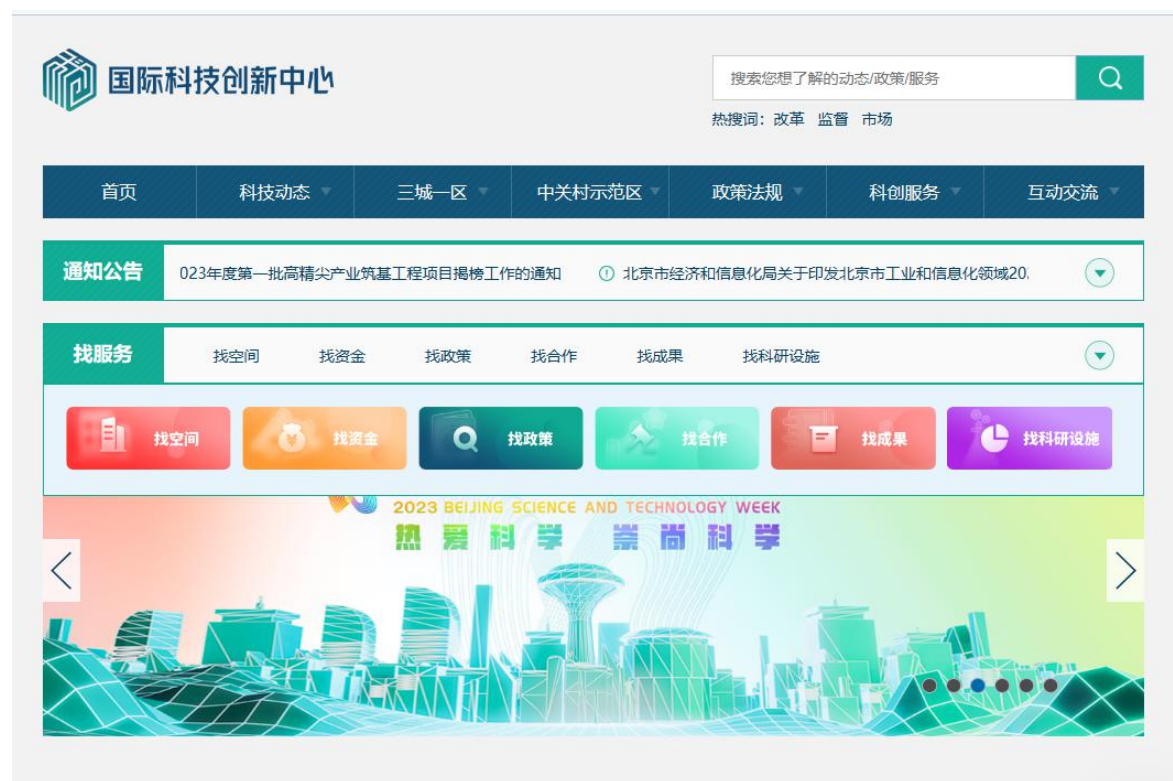 国际科技创新中心
搜索您想了解的动态/政策/服务
热搜词：改革 监督 市场
首页 科技动态 三城一区 中关村示范区 政策法规 科创服务 互动交流
通知公告 023年度第一批高精尖产业筑基工程项目揭榜工作的通知 北京市经济和信息化局关于印发北京市工业和信息化领域20
找服务 找空间 找资金 找政策 找合作 找成果 找科研设施
找空间 找资金 找政策 找合作 找成果 找科研设施
2023 BEIJING SCIENCE AND TECHNOLOGY WEEK
热爱科学 崇尚科学